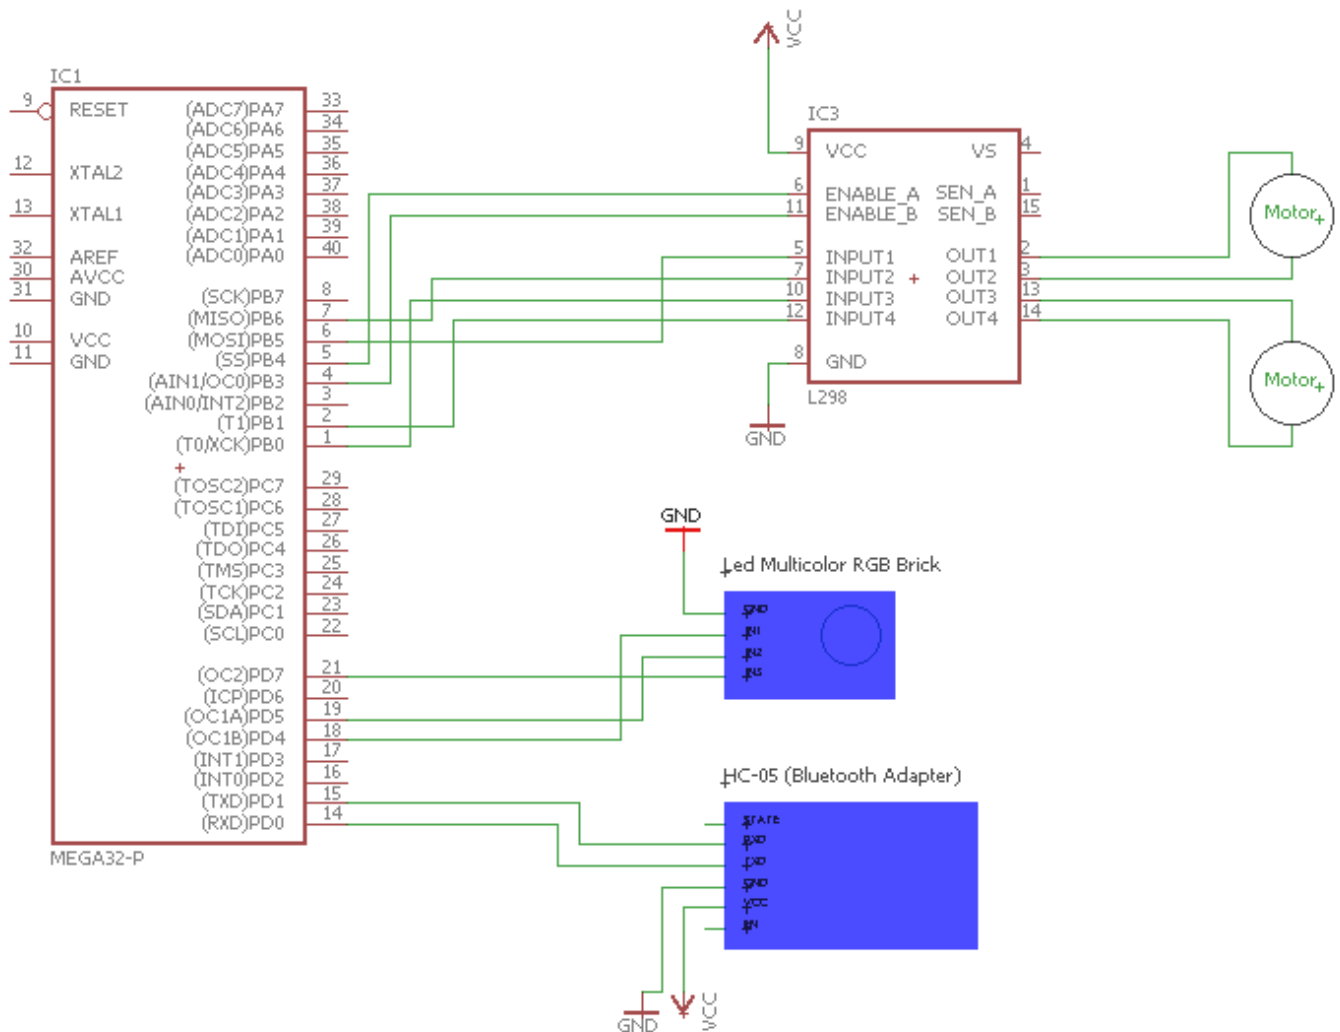 IC1
9 RESET (ADC7)PA7 33
(ADC6)PA6 34
(ADC5)PA5 35
12 XTAL2 (ADC4)PA4 36
(ADC3)PA3 37
13 XTAL1 (ADC2)PA2 38
(ADC1)PA1 39
32 AREF (ADC0)PA0 40
30 AVCC
31 GND (SCK)PB7 8
(MISO)PB6 7
10 VCC (MOSI)PB5 6
11 GND (SS)PB4 5
(AIN1/OC0)PB3 4
(AIN0/INT2)PB2 3
(T1)PB1 2
(T0/XCK)PB0 1
(TOSC2)PC7 29
(TOSC1)PC6 28
(TDI)PC5 27
(TDO)PC4 26
(TMS)PC3 25
(TCK)PC2 24
(SDA)PC1 23
(SCL)PC0 22
(OC2)PD7 21
(ICP)PD6 20
(OC1A)PD5 19
(OC1B)PD4 18
(INT1)PD3 17
(INT0)PD2 16
(TXD)PD1 15
(RXD)PD0 14
MEGA32-P
VCC
IC3
9 VCC VS 4
6 ENABLE_A SEN_A 1
11 ENABLE_B SEN_B 15
5 INPUT1 OUT1 2
7 INPUT2 OUT2 3
10 INPUT3 OUT3 13
12 INPUT4 OUT4 14
8 GND
L298
GND
Motor
Motor
GND
Led Multicolor RGB Brick
GND
IN1
IN2
IN3
HC-05 (Bluetooth Adapter)
STATE
RXD
TXD
GND
VCC
EN
GND
VCC